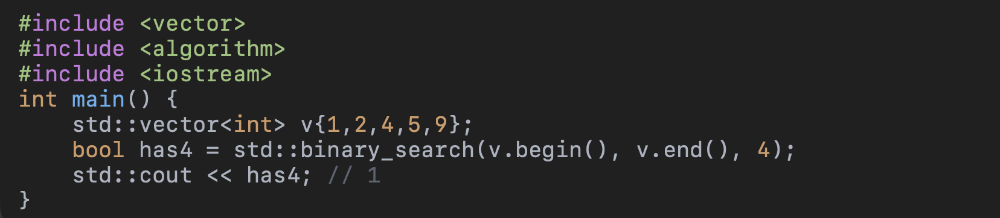 #include <vector>
#include <algorithm>
#include <iostream>
int main() {
    std::vector<int> v{1,2,4,5,9};
    bool has4 = std::binary_search(v.begin(), v.end(), 4);
    std::cout << has4; // 1
}